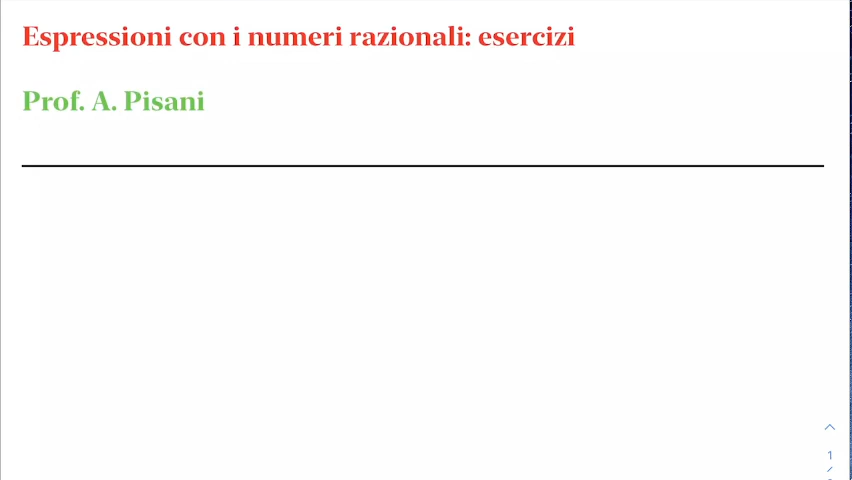 Espressioni con i numeri razionali: esercizi
Prof. A. Pisani
1
/